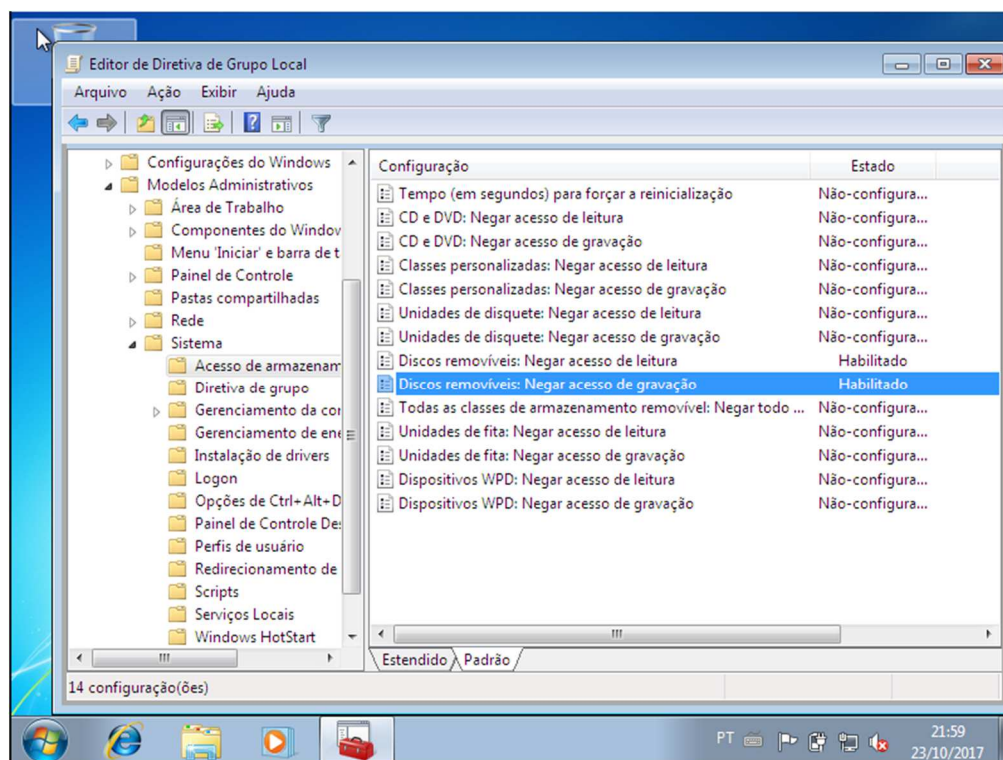 Editor de Diretiva de Grupo Local
Arquivo Ação Exibir Ajuda
Configurações do Windows
Modelos Administrativos
Área de Trabalho
Componentes do Window
Menu 'Iniciar' e barra de t
Painel de Controle
Pastas compartilhadas
Rede
Sistema
Acesso de armazenam
Diretiva de grupo
Gerenciamento da cor
Gerenciamento de ene
Instalação de drivers
Logon
Opções de Ctrl+Alt+D
Painel de Controle De
Perfis de usuário
Redirecionamento de
Scripts
Serviços Locais
Windows HotStart
Configuração Estado
Tempo (em segundos) para forçar a reinicialização Não-configura...
CD e DVD: Negar acesso de leitura Não-configura...
CD e DVD: Negar acesso de gravação Não-configura...
Classes personalizadas: Negar acesso de leitura Não-configura...
Classes personalizadas: Negar acesso de gravação Não-configura...
Unidades de disquete: Negar acesso de leitura Não-configura...
Unidades de disquete: Negar acesso de gravação Não-configura...
Discos removíveis: Negar acesso de leitura Habilitado
Discos removíveis: Negar acesso de gravação Habilitado
Todas as classes de armazenamento removível: Negar todo ... Não-configura...
Unidades de fita: Negar acesso de leitura Não-configura...
Unidades de fita: Negar acesso de gravação Não-configura...
Dispositivos WPD: Negar acesso de leitura Não-configura...
Dispositivos WPD: Negar acesso de gravação Não-configura...
Estendido Padrão
14 configuração(ões)
PT
21:59
23/10/2017